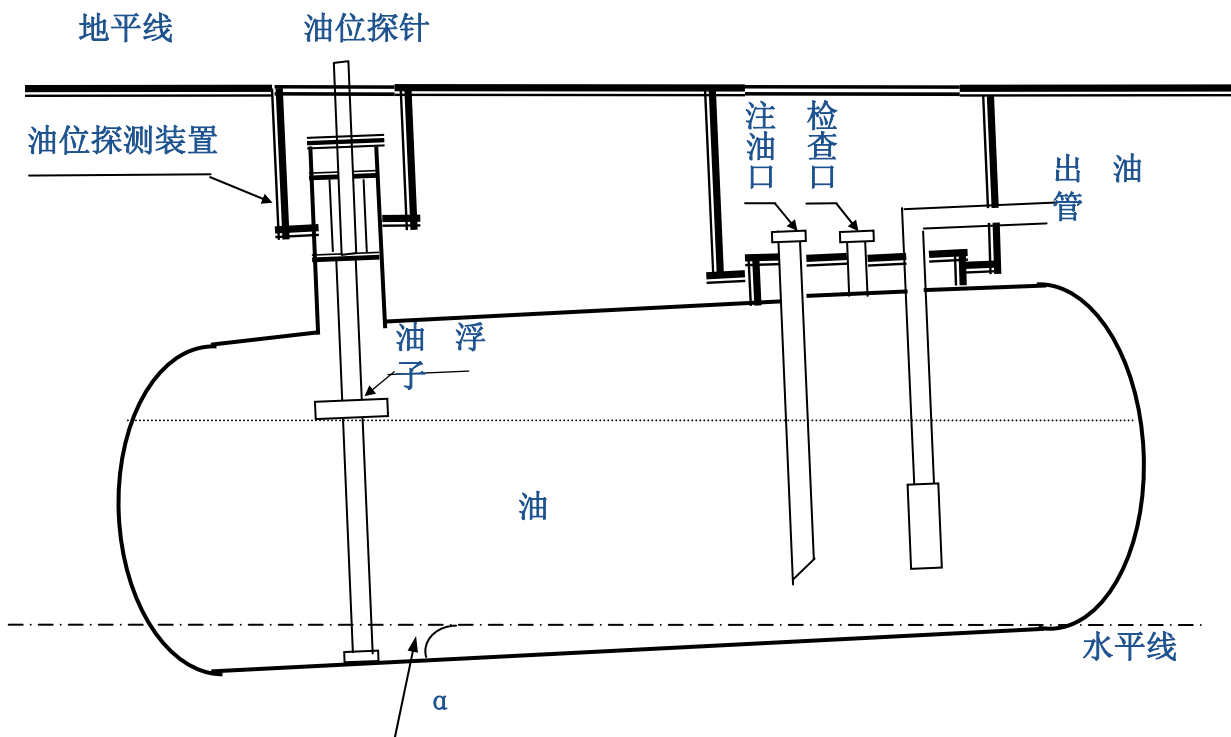 地平线
油位探针
油位探测装置
注油口
检查口
出 油
管
油 浮
子
油
水平线
α